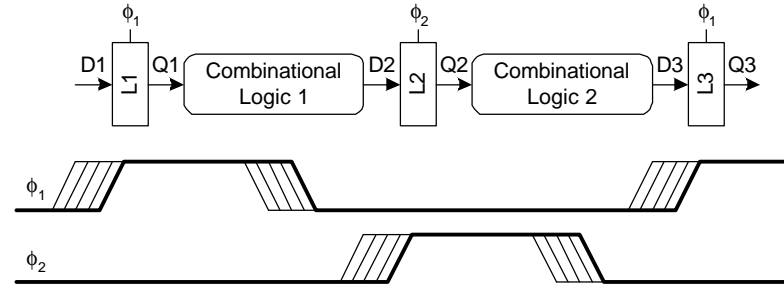 ϕ1 ϕ2 ϕ1
D1 L1 Q1 Combinational Logic 1 D2 L2 Q2 Combinational Logic 2 D3 L3 Q3
ϕ1
ϕ2